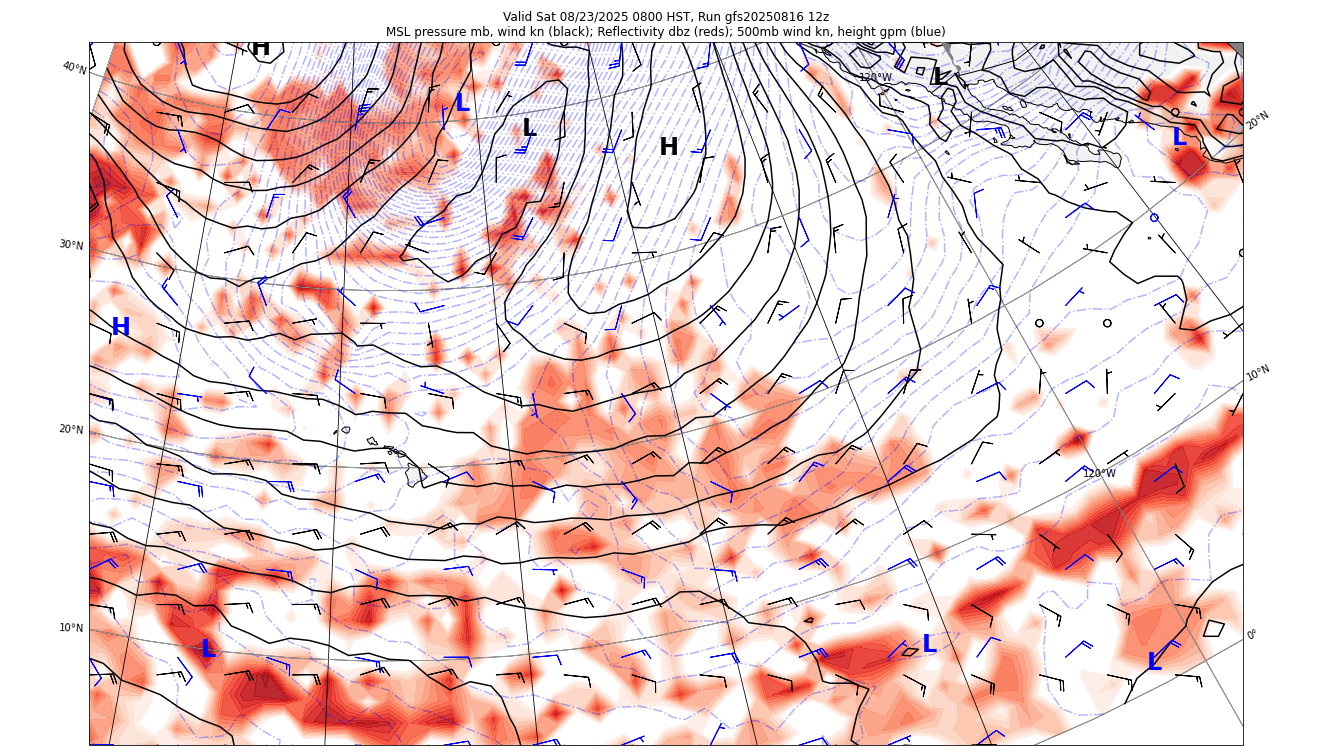 Valid Sat 08/23/2025 0800 HST, Run gfs20250816 12z
MSL pressure mb, wind kn (black); Reflectivity dbz (reds); 500mb wind kn, height gpm (blue)
H
40°N
120°W
L
L
20°N
L
L
H
30°N
H
10°N
20°N
120°W
10°N
0°
L
L
L